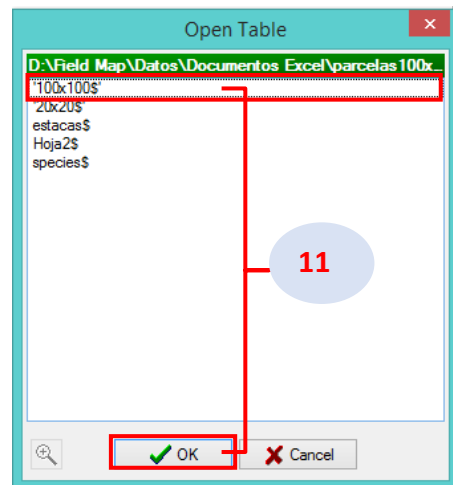 Open Table
D:\Field Map\Datos\Documentos Excel\parcelas100x...
'100x100$'
'20x20$'
estacas$
Hoja2$
species$
11
OK
Cancel